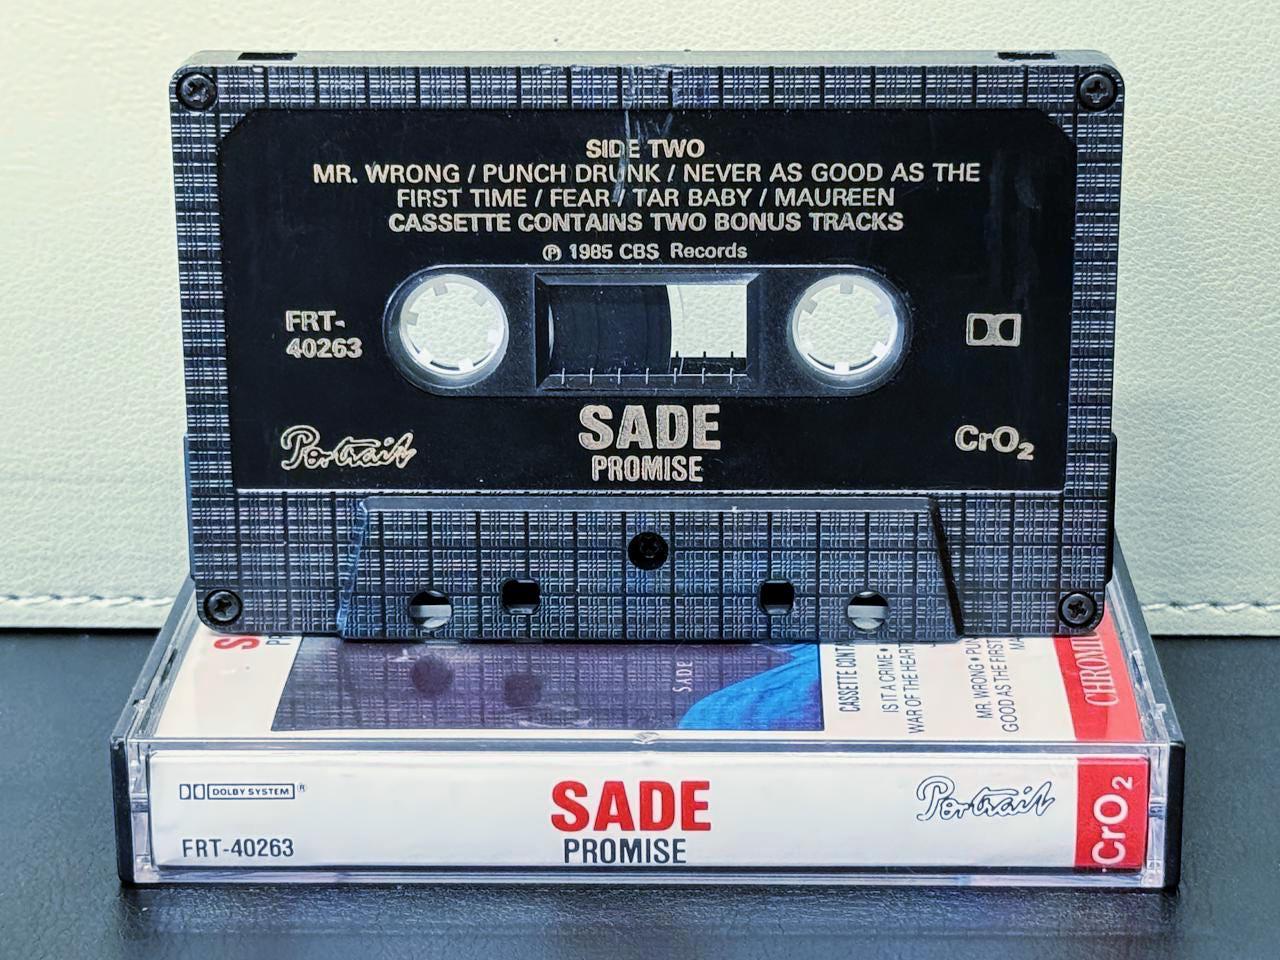 SIDE TWO
MR. WRONG / PUNCH DRUNK / NEVER AS GOOD AS THE
FIRST TIME / FEAR / TAR BABY / MAUREEN
CASSETTE CONTAINS TWO BONUS TRACKS
℗ 1985 CBS Records
FRT-
40263
Portrait
SADE
PROMISE
CrO2
SADE
CASSETTE CONT
IS IT A CRIME •
WAR OF THE HEART
MR. WRONG • PUN
GOOD AS THE FIRST
MA
DOLBY SYSTEM ®
FRT-40263
SADE
PROMISE
Portrait
CrO2